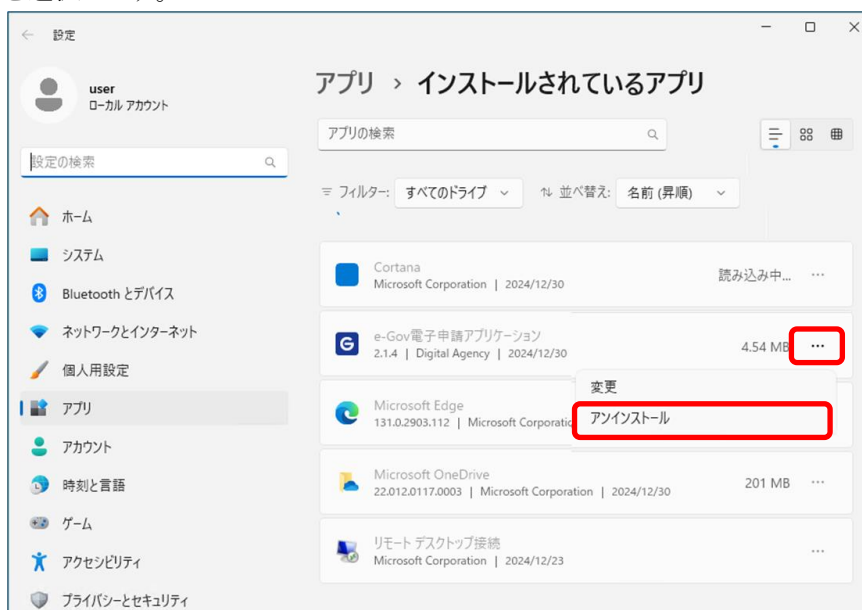 設定
user
ローカル アカウント
設定の検索
ホーム
システム
Bluetooth とデバイス
ネットワークとインターネット
個人用設定
アプリ
アカウント
時刻と言語
ゲーム
アクセシビリティ
プライバシーとセキュリティ
アプリ › インストールされているアプリ
アプリの検索
フィルター: すべてのドライブ 並べ替え: 名前 (昇順)
Cortana
Microsoft Corporation | 2024/12/30
読み込み中...
e-Gov電子申請アプリケーション
2.1.4 | Digital Agency | 2024/12/30
4.54 MB
変更
アンインストール
Microsoft Edge
131.0.2903.112 | Microsoft
Microsoft OneDrive
22.012.0117.0003 | Microsoft Corporation | 2024/12/30
201 MB
リモート デスクトップ接続
Microsoft Corporation | 2024/12/23